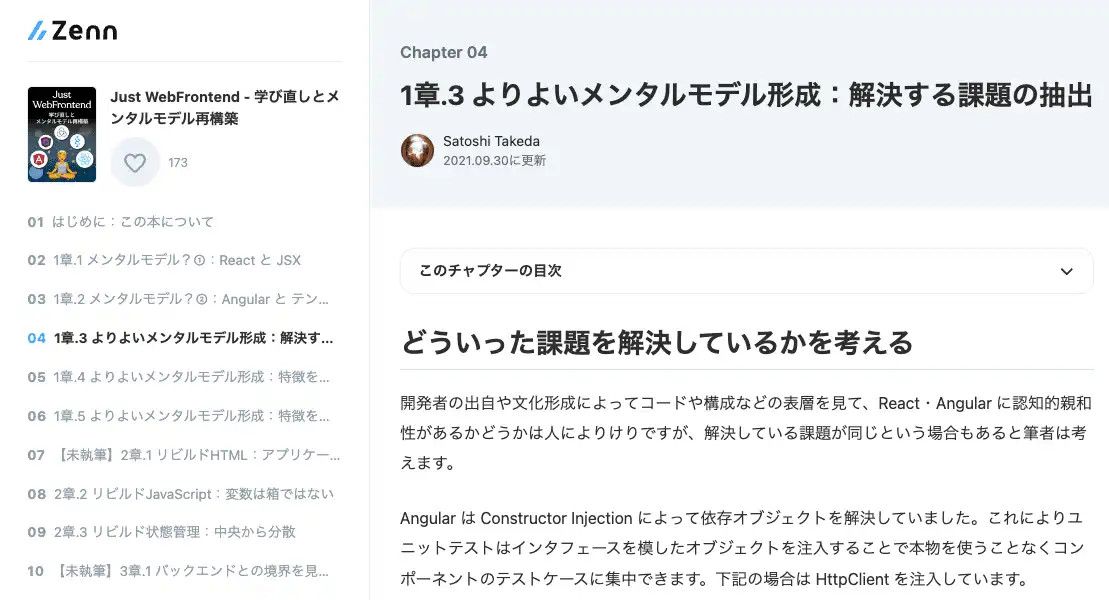 Zenn
Just
WebFrontend
学び直しと
メンタルモデル再構築
Just WebFrontend - 学び直しとメ
ンタルモデル再構築
173
01 はじめに：この本について
02 1章.1 メンタルモデル？①：React と JSX
03 1章.2 メンタルモデル？②：Angular と テン...
04 1章.3 よりよいメンタルモデル形成：解決す...
05 1章.4 よりよいメンタルモデル形成：特徴を...
06 1章.5 よりよいメンタルモデル形成：特徴を...
07 【未執筆】2章.1 リビルドHTML：アプリケー...
08 2章.2 リビルドJavaScript：変数は箱ではない
09 2章.3 リビルド状態管理：中央から分散
10 【未執筆】3章.1 バックエンドとの境界を見...
Chapter 04
1章.3 よりよいメンタルモデル形成：解決する課題の抽出
Satoshi Takeda
2021.09.30に更新
このチャプターの目次
どういった課題を解決しているかを考える
開発者の出自や文化形成によってコードや構成などの表層を見て、React・Angular に認知的親和
性があるかどうかは人によりけりですが、解決している課題が同じという場合もあると筆者は考
えます。
Angular は Constructor Injection によって依存オブジェクトを解決していました。これによりユ
ニットテストはインタフェースを模したオブジェクトを注入することで本物を使うことなくコン
ポーネントのテストケースに集中できます。下記の場合は HttpClient を注入しています。